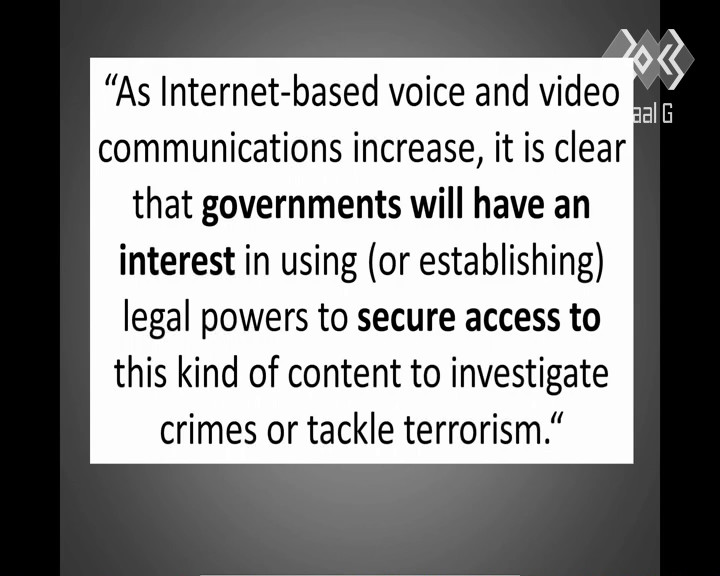 “As Internet-based voice and video
communications increase, it is clear
that governments will have an
interest in using (or establishing)
legal powers to secure access to
this kind of content to investigate
crimes or tackle terrorism.“
aal G